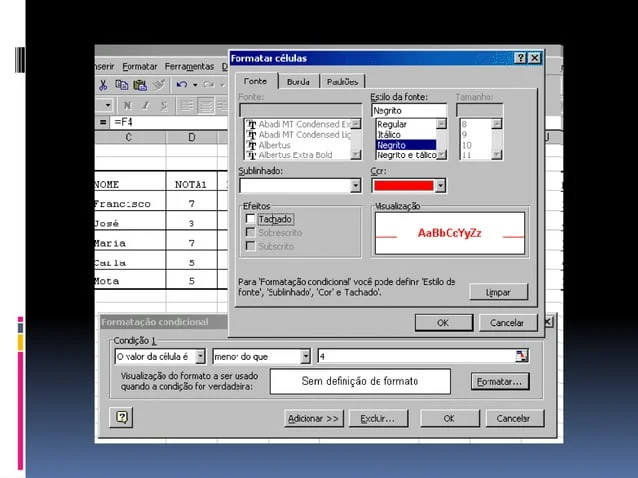 Formatar células
Inserir Formatar Ferramentas
Fonte Borda Padrões
Fonte:
Estilo da fonte:
Tamanho:
Negrito
N I S
Abadi MT Condensed Ex
Abadi MT Condensed Lig
Albertus
Albertus Extra Bold
Regular
Itálico
Negrito
Negrito e itálico
8
9
10
11
= =F4
C D
Sublinhado:
Cor:
NOME NOTA1
Francisco 7
José 3
Maria 7
Carla 5
Mota 5
Efeitos
Tachado
Sobrescrito
Subscrito
Visualização
AaBbCcYyZz
Para 'Formatação condicional' você pode definir 'Estilo de
fonte', 'Sublinhado', 'Cor' e Tachado'.
Limpar
OK Cancelar
Formatação condicional
Condição 1
O valor da célula é menor do que 4
Visualização do formato a ser usado
quando a condição for verdadeira:
Sem definição de formato
Formatar...
Adicionar >> Excluir... OK Cancelar